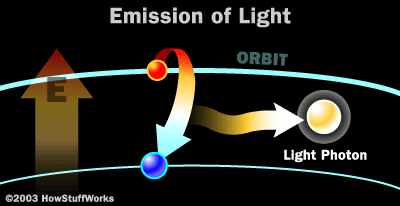 Emission of Light
ORBIT
E
Light Photon
©2003 HowStuffWorks